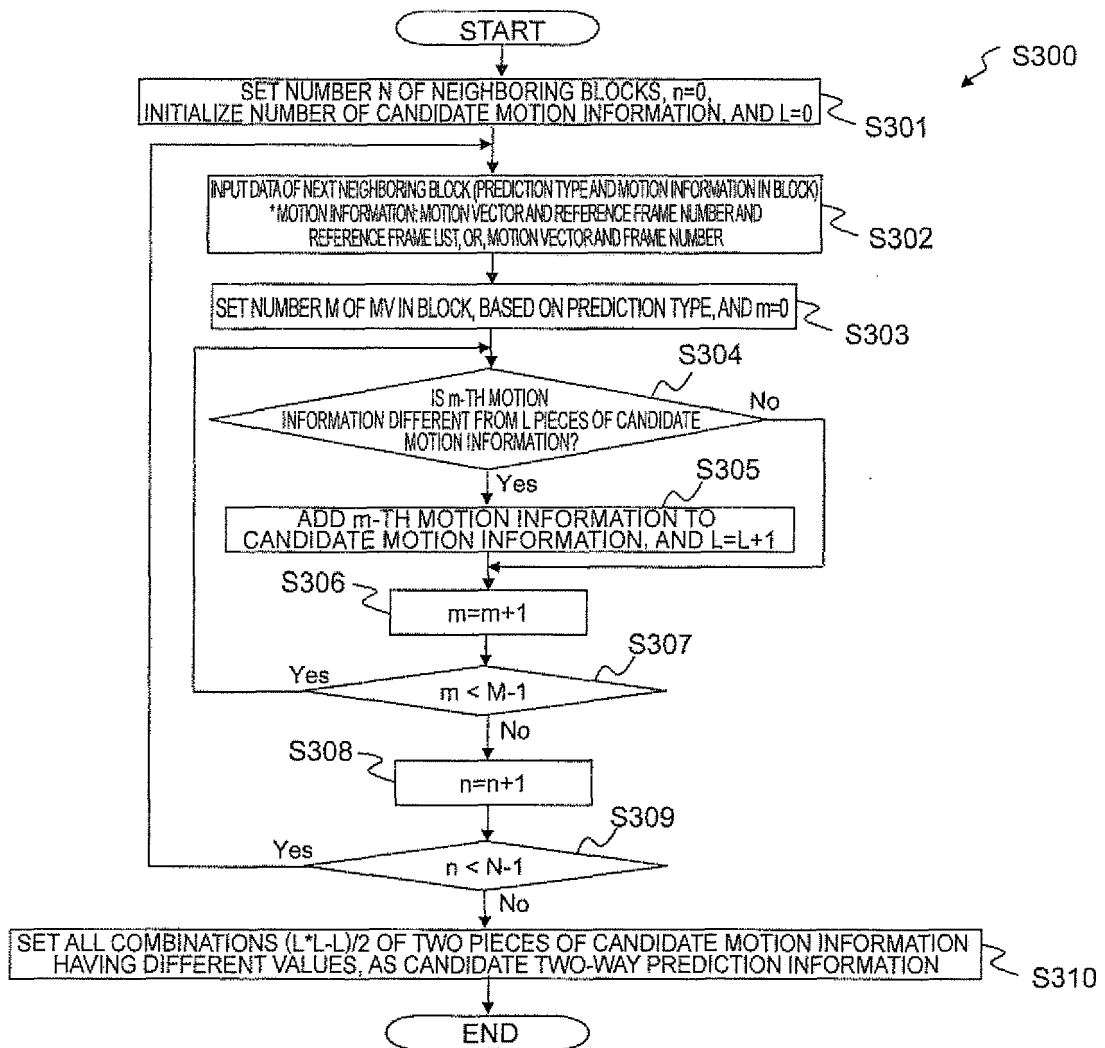 START
S300
SET NUMBER N OF NEIGHBORING BLOCKS, n=0,
INITIALIZE NUMBER OF CANDIDATE MOTION INFORMATION, AND L=0
S301
INPUT DATA OF NEXT NEIGHBORING BLOCK (PREDICTION TYPE AND MOTION INFORMATION IN BLOCK)
* MOTION INFORMATION: MOTION VECTOR AND REFERENCE FRAME NUMBER AND
REFERENCE FRAME LIST, OR, MOTION VECTOR AND FRAME NUMBER
S302
SET NUMBER M OF MV IN BLOCK, BASED ON PREDICTION TYPE, AND m=0
S303
S304
IS m-TH MOTION
INFORMATION DIFFERENT FROM L PIECES OF CANDIDATE
MOTION INFORMATION?
No
Yes
S305
ADD m-TH MOTION INFORMATION TO
CANDIDATE MOTION INFORMATION, AND L=L+1
S306
m=m+1
S307
Yes
m < M-1
No
S308
n=n+1
S309
Yes
n < N-1
No
SET ALL COMBINATIONS (L*L-L)/2 OF TWO PIECES OF CANDIDATE MOTION INFORMATION
HAVING DIFFERENT VALUES, AS CANDIDATE TWO-WAY PREDICTION INFORMATION
S310
END